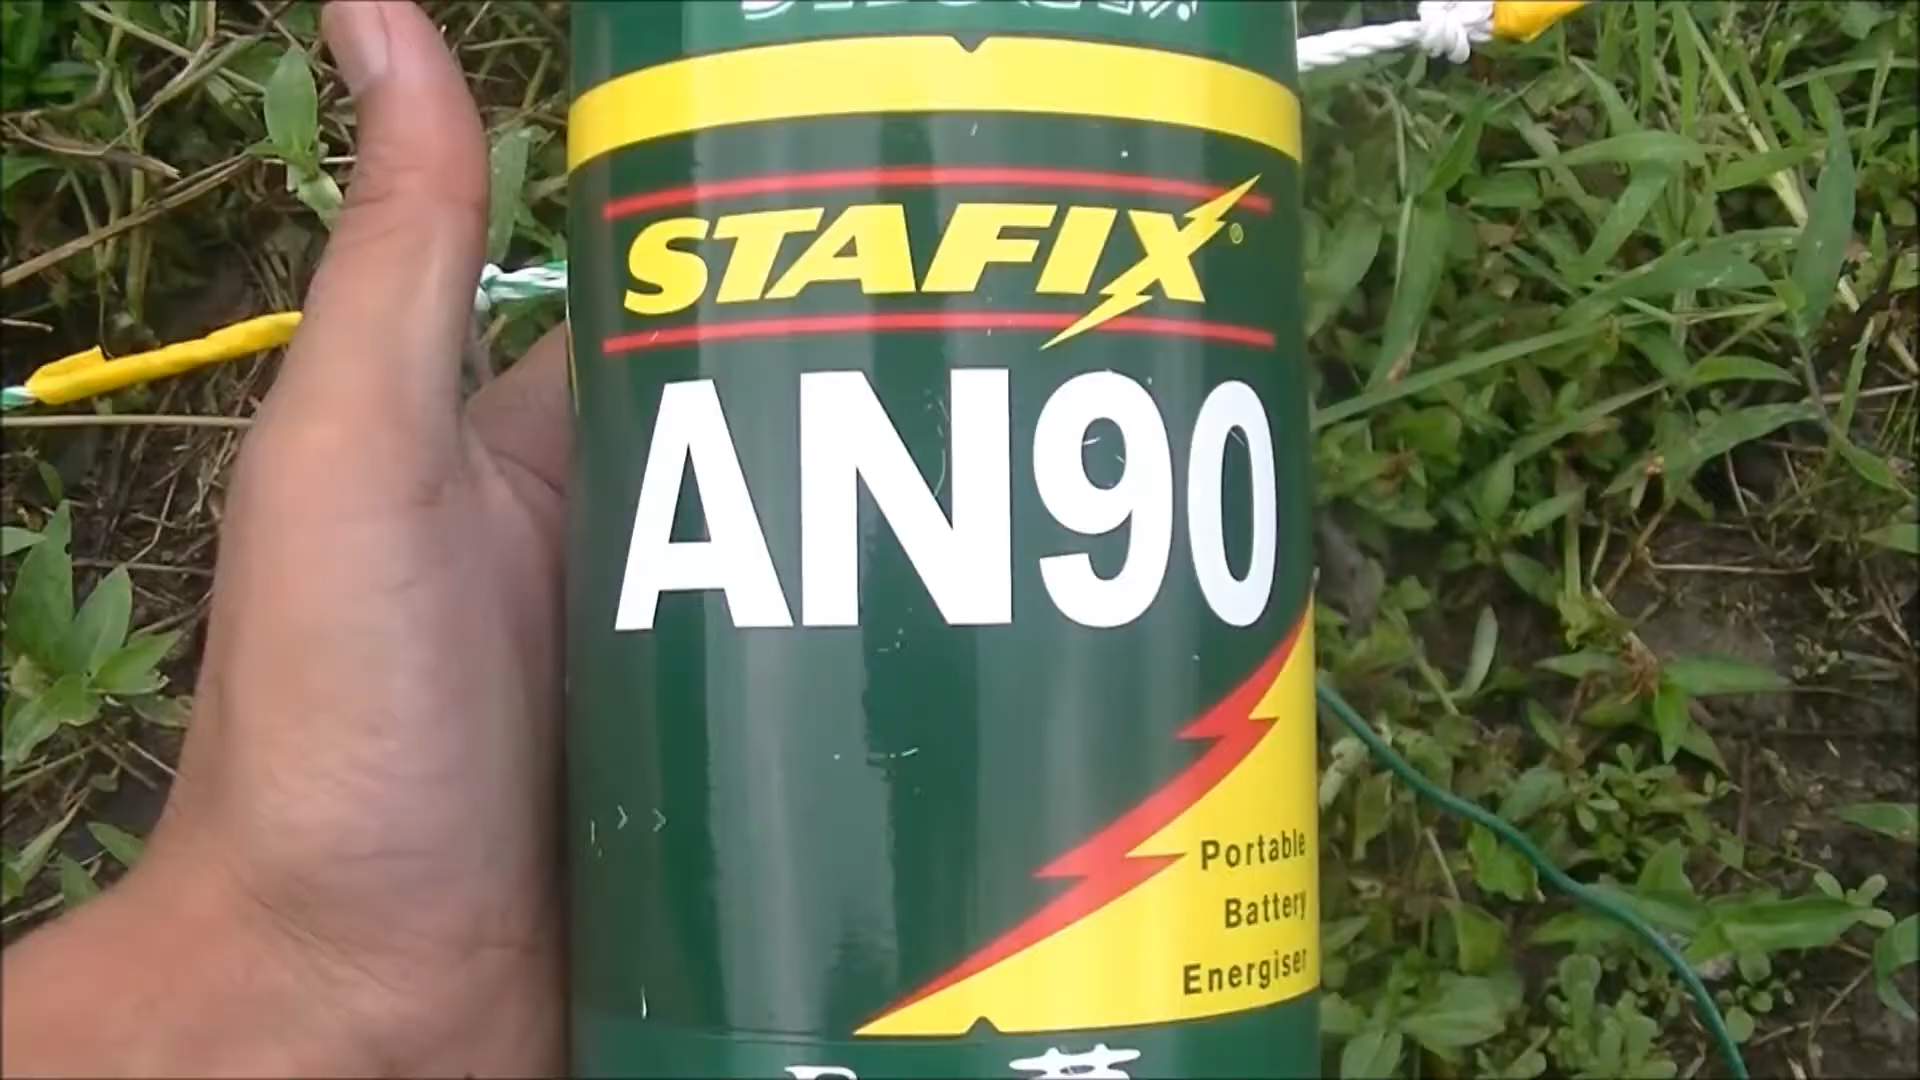 STAFIX®
AN90
Portable
Battery
Energiser